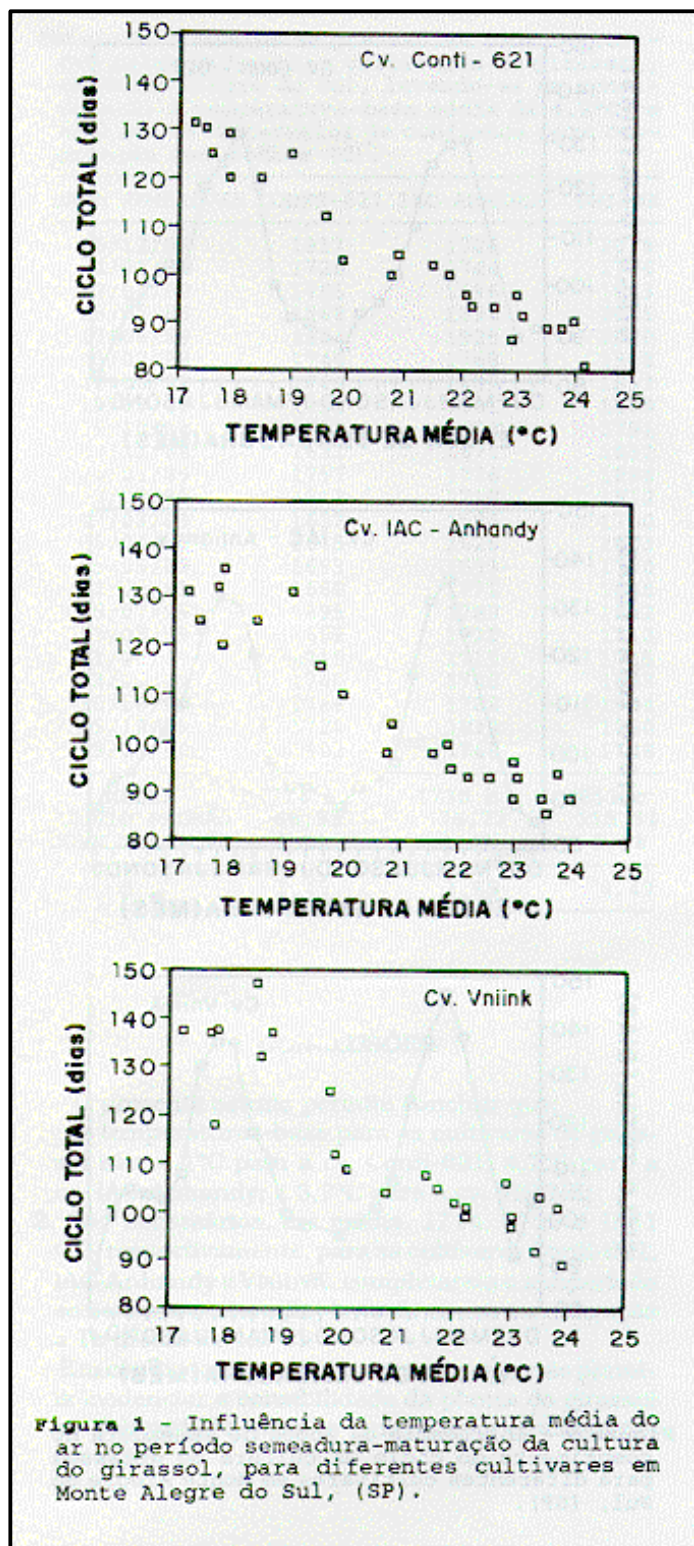 Cv. Conti - 621
CICLO TOTAL (dias)
150
140
130
120
110
100
90
80
17 18 19 20 21 22 23 24 25
TEMPERATURA MÉDIA (°C)
Cv. IAC - Anhandy
CICLO TOTAL (dias)
150
140
130
120
110
100
90
80
17 18 19 20 21 22 23 24 25
TEMPERATURA MÉDIA (°C)
Cv. Vniink
CICLO TOTAL (dias)
150
140
130
120
110
100
90
80
17 18 19 20 21 22 23 24 25
TEMPERATURA MÉDIA (°C)
Figura 1 - Influência da temperatura média do
ar no período semeadura-maturação da cultura
do girassol, para diferentes cultivares em
Monte Alegre do Sul, (SP).